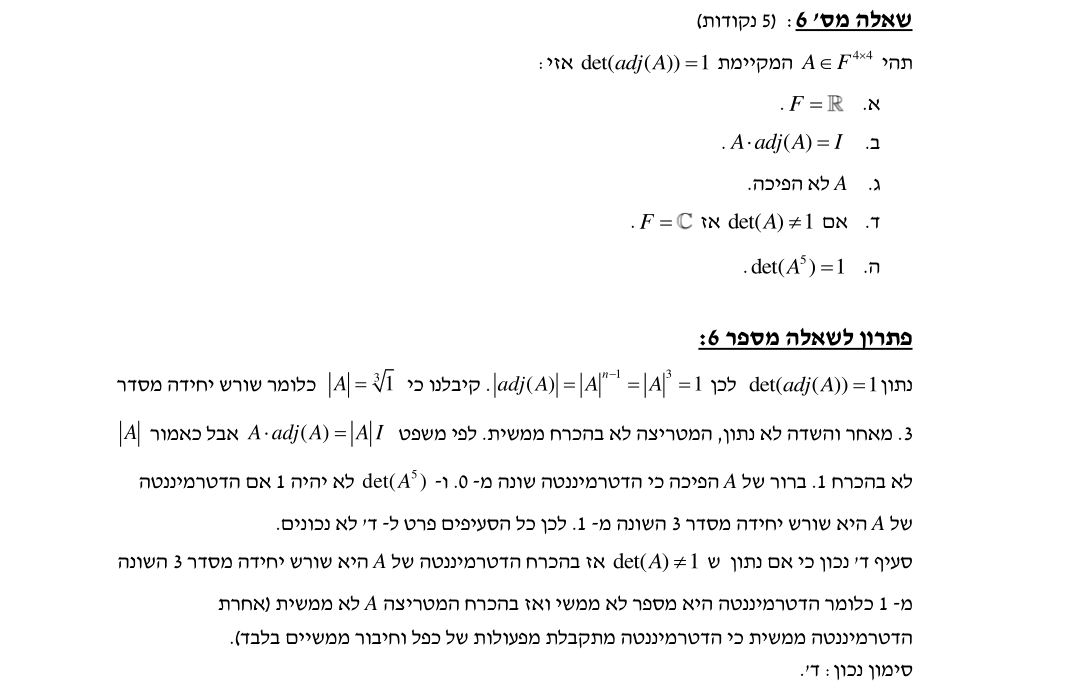 שאלה מס' 6: (5 נקודות)
תהי A ∈ F^{4×4} המקיימת det(adj(A)) = 1 אזי:
א. F = ℝ.
ב. A·adj(A) = I.
ג. A לא הפיכה.
ד. אם det(A) ≠ 1 אז F = ℂ.
ה. det(A^5) = 1.
פתרון לשאלה מספר 6:
נתון det(adj(A)) = 1 לכן |adj(A)| = |A|^{n-1} = |A|^3 = 1. קיבלנו כי |A| = ∛1 כלומר שורש יחידה מסדר
3. מאחר והשדה לא נתון, המטריצה לא בהכרח ממשית. לפי משפט A·adj(A) = |A|I אבל כאמור |A|
לא בהכרח 1. ברור של A הפיכה כי הדטרמיננטה שונה מ- 0. ו- det(A^5) לא יהיה 1 אם הדטרמיננטה
של A היא שורש יחידה מסדר 3 השונה מ- 1. לכן כל הסעיפים פרט ל- ד' לא נכונים.
סעיף ד' נכון כי אם נתון ש det(A) ≠ 1 אז בהכרח הדטרמיננטה של A היא שורש יחידה מסדר 3 השונה
מ- 1 כלומר הדטרמיננטה היא מספר לא ממשי ואז בהכרח המטריצה A לא ממשית (אחרת
הדטרמיננטה ממשית כי הדטרמיננטה מתקבלת מפעולות של כפל וחיבור ממשיים בלבד).
סימון נכון: ד'.